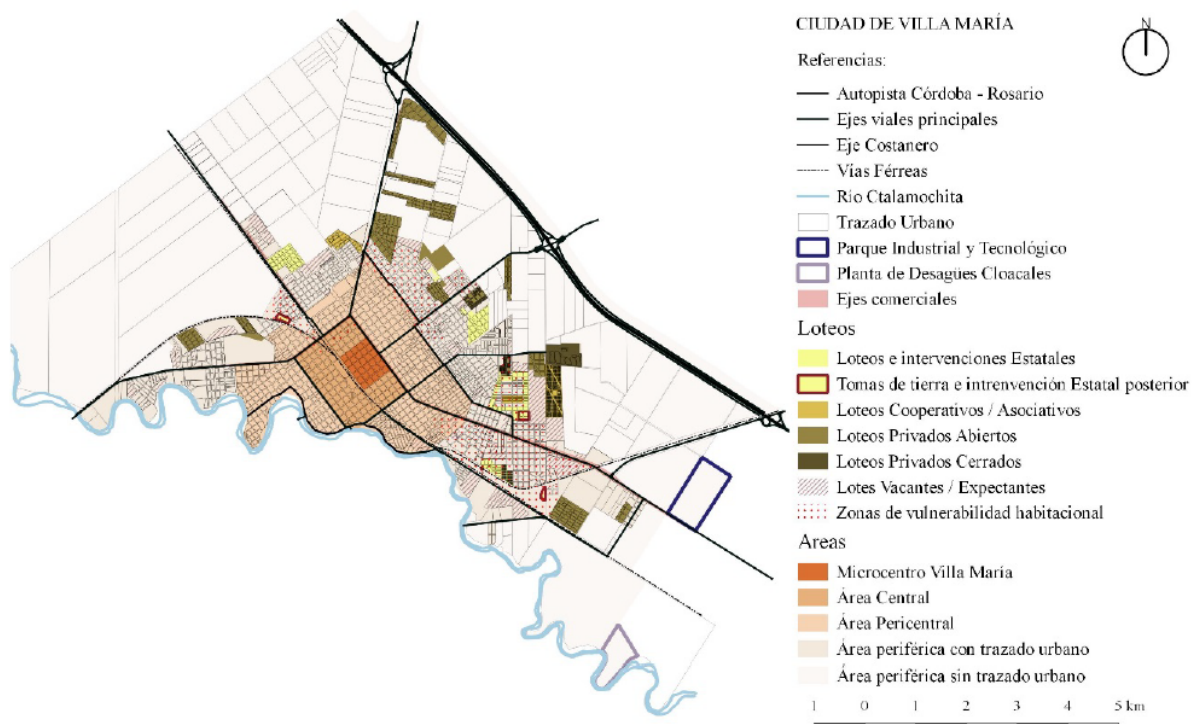 CIUDAD DE VILLA MARÍA
N
Referencias:
Autopista Córdoba - Rosario
Ejes viales principales
Eje Costanero
Vías Férreas
Río Ctalamochita
Trazado Urbano
Parque Industrial y Tecnológico
Planta de Desagües Cloacales
Ejes comerciales
Loteos
Loteos e intervenciones Estatales
Tomas de tierra e intrenvención Estatal posterior
Loteos Cooperativos / Asociativos
Loteos Privados Abiertos
Loteos Privados Cerrados
Lotes Vacantes / Expectantes
Zonas de vulnerabilidad habitacional
Areas
Microcentro Villa María
Área Central
Área Pericentral
Área periférica con trazado urbano
Área periférica sin trazado urbano
1 0 1 2 3 4 5 km